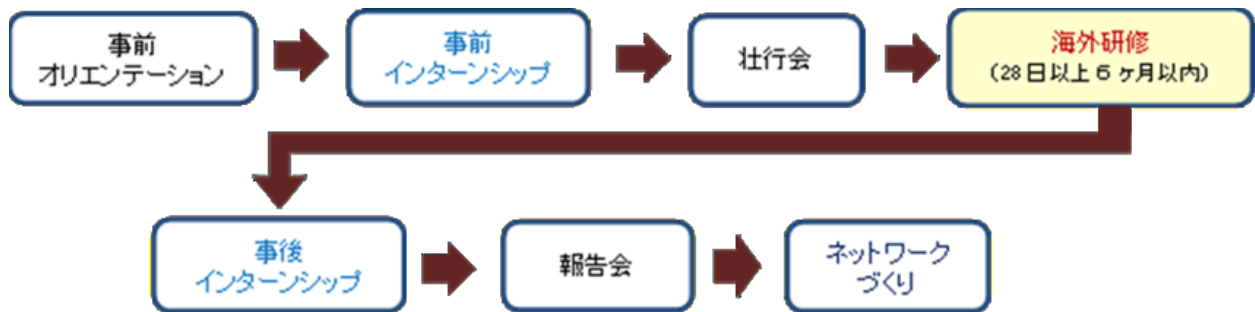 事前
オリエンテーション
事前
インターンシップ
壮行会
海外研修
(28日以上6ヶ月以内)
事後
インターンシップ
報告会
ネットワーク
づくり